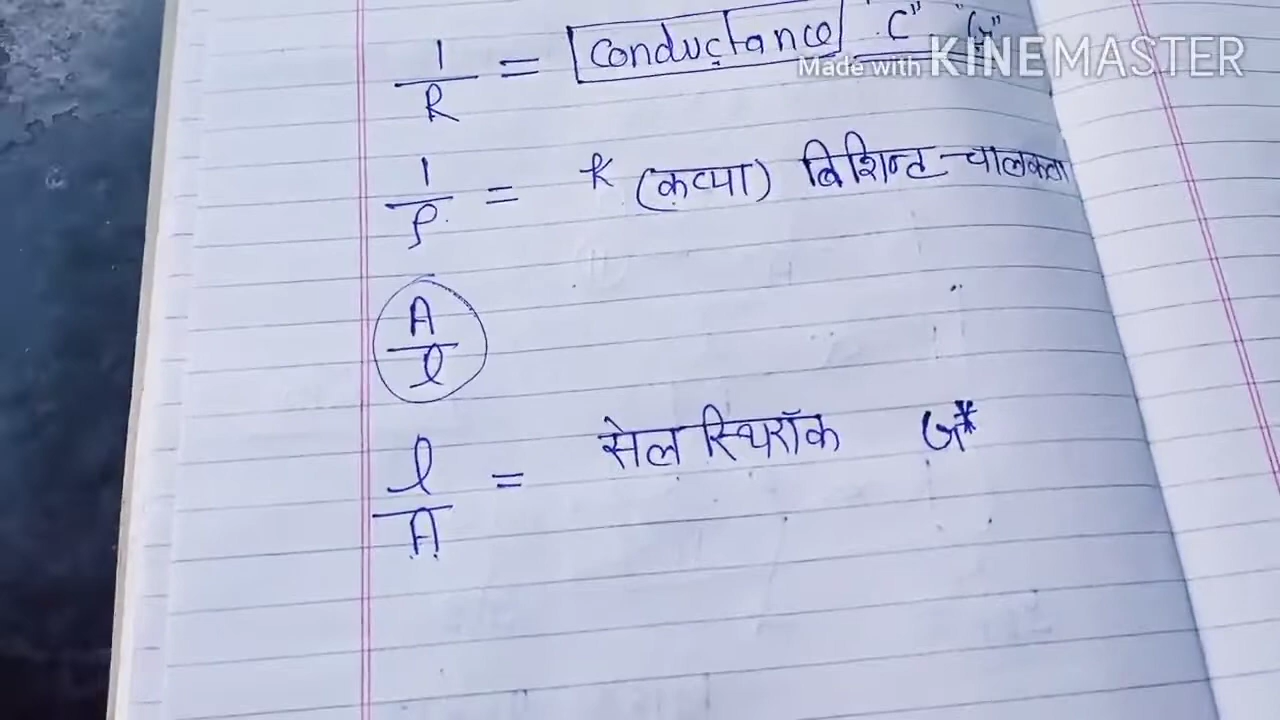 1/R = Conductance "C" "G"
Made with KINEMASTER
1/ρ = K (कप्पा) विशिष्ट चालकता
A/l
l/A = सेल स्थिरॉक G*